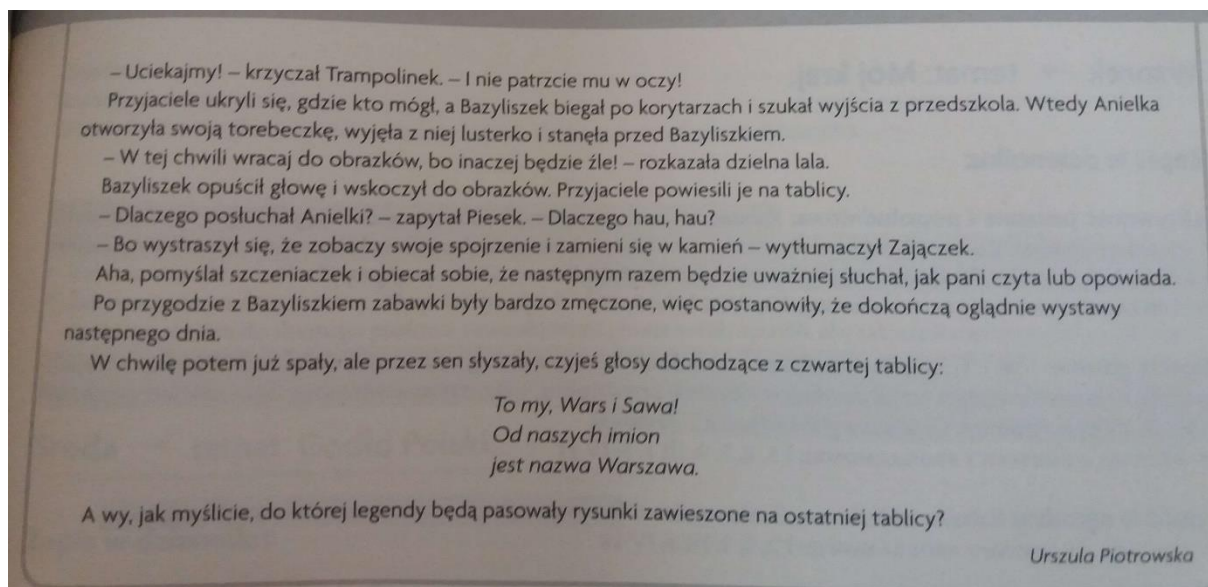 – Uciekajmy! – krzyczał Trampolinek. – I nie patrzcie mu w oczy!
Przyjaciele ukryli się, gdzie kto mógł, a Bazyliszek biegał po korytarzach i szukał wyjścia z przedszkola. Wtedy Anielka
otworzyła swoją torebeczkę, wyjęła z niej lusterko i stanęła przed Bazyliszkiem.
– W tej chwili wracaj do obrazków, bo inaczej będzie źle! – rozkazała dzielna lala.
Bazyliszek opuścił głowę i wskoczył do obrazków. Przyjaciele powiesili je na tablicy.
– Dlaczego posłuchał Anielki? – zapytał Piesek. – Dlaczego hau, hau?
– Bo wystraszył się, że zobaczy swoje spojrzenie i zamieni się w kamień – wytłumaczył Zajączek.
Aha, pomyślał szczeniaczek i obiecał sobie, że następnym razem będzie uważniej słuchał, jak pani czyta lub opowiada.
Po przygodzie z Bazyliszkiem zabawki były bardzo zmęczone, więc postanowiły, że dokończą oglądnie wystawy
następnego dnia.
W chwilę potem już spały, ale przez sen słyszały, czyjeś głosy dochodzące z czwartej tablicy:
To my, Wars i Sawa!
Od naszych imion
jest nazwa Warszawa.
A wy, jak myślicie, do której legendy będą pasowały rysunki zawieszone na ostatniej tablicy?
Urszula Piotrowska